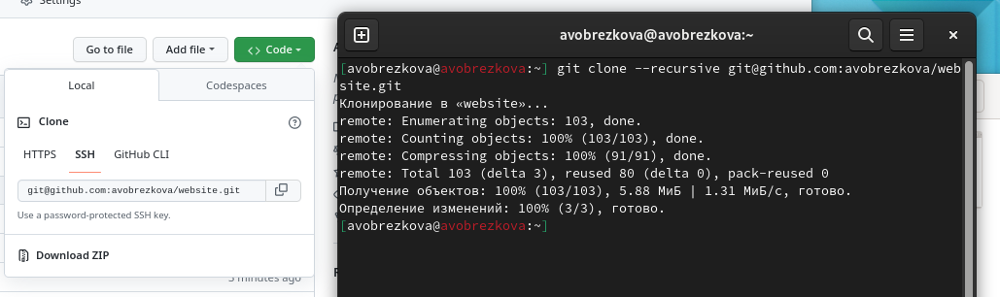 Settings
Go to file
Add file
<> Code
Local
Codespaces
Clone
HTTPS
SSH
GitHub CLI
git@github.com:avobrezkova/website.git
Use a password-protected SSH key.
Download ZIP
5 minutes ago
avobrezkova@avobrezkova:~
[avobrezkova@avobrezkova:~] git clone --recursive git@github.com:avobrezkova/web
site.git
Клонирование в «website»...
remote: Enumerating objects: 103, done.
remote: Counting objects: 100% (103/103), done.
remote: Compressing objects: 100% (91/91), done.
remote: Total 103 (delta 3), reused 80 (delta 0), pack-reused 0
Получение объектов: 100% (103/103), 5.88 МиБ | 1.31 МиБ/с, готово.
Определение изменений: 100% (3/3), готово.
[avobrezkova@avobrezkova:~]